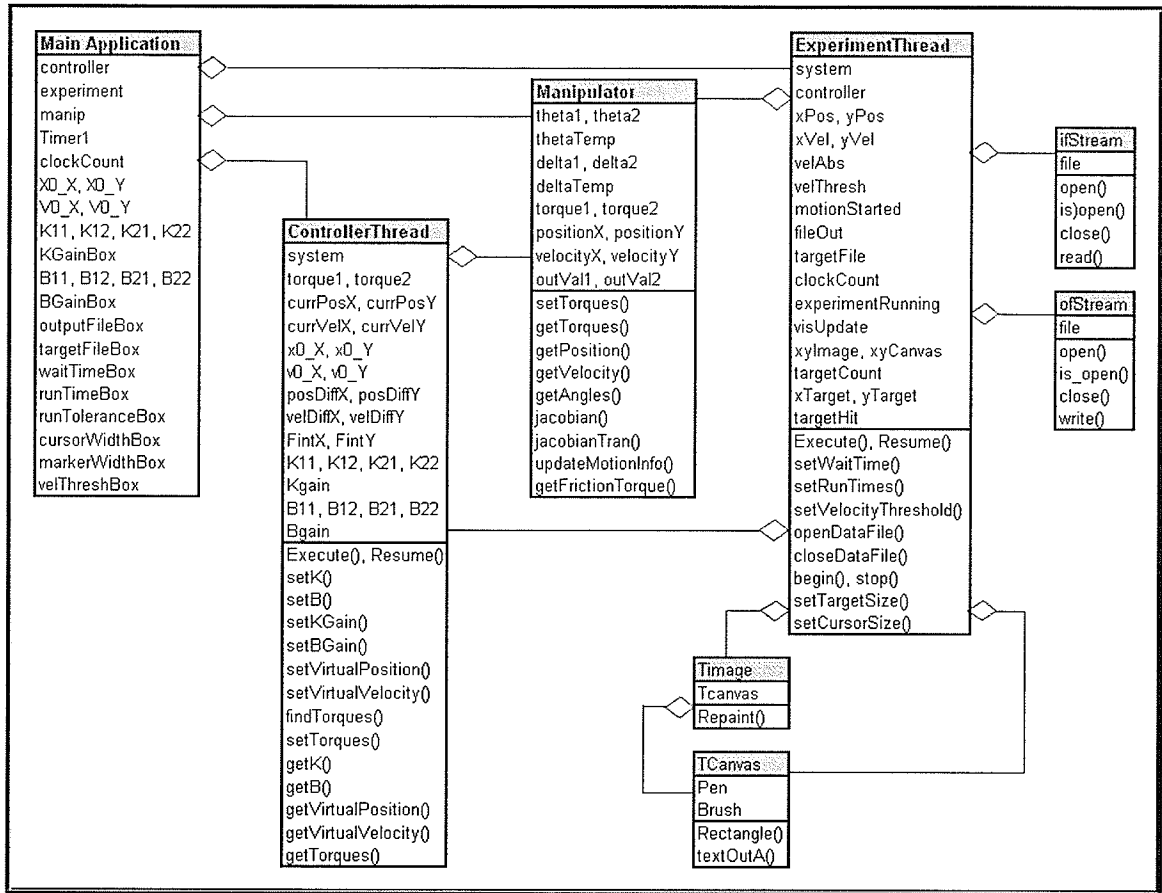 Main Application
controller
experiment
manip
Timer1
clockCount
X0_X, X0_Y
V0_X, V0_Y
K11, K12, K21, K22
KGainBox
B11, B12, B21, B22
BGainBox
outputFileBox
targetFileBox
waitTimeBox
runTimeBox
runToleranceBox
cursorWidthBox
markerWidthBox
velThreshBox
ControllerThread
system
torque1, torque2
currPosX, currPosY
currVelX, currVelY
x0_X, x0_Y
v0_X, v0_Y
posDiffX, posDiffY
velDiffX, velDiffY
FintX, FintY
K11, K12, K21, K22
Kgain
B11, B12, B21, B22
Bgain
Execute(), Resume()
setK()
setB()
setKGain()
setBGain()
setVirtualPosition()
setVirtualVelocity()
findTorques()
setTorques()
getK()
getB()
getVirtualPosition()
getVirtualVelocity()
getTorques()
Manipulator
theta1, theta2
thetaTemp
delta1, delta2
deltaTemp
torque1, torque2
positionX, positionY
velocityX, velocityY
outVal1, outVal2
setTorques()
getTorques()
getPosition()
getVelocity()
getAngles()
jacobian()
jacobianTran()
updateMotionInfo()
getFrictionTorque()
ExperimentThread
system
controller
xPos, yPos
xVel, yVel
velAbs
velThresh
motionStarted
fileOut
targetFile
clockCount
experimentRunning
visUpdate
xyImage, xyCanvas
targetCount
xTarget, yTarget
targetHit
Execute(), Resume()
setWaitTime()
setRunTimes()
setVelocityThreshold()
openDataFile()
closeDataFile()
begin(), stop()
setTargetSize()
setCursorSize()
ifStream
file
open()
is)open()
close()
read()
ofStream
file
open()
is_open()
close()
write()
Timage
Tcanvas
Repaint()
TCanvas
Pen
Brush
Rectangle()
textOutA()